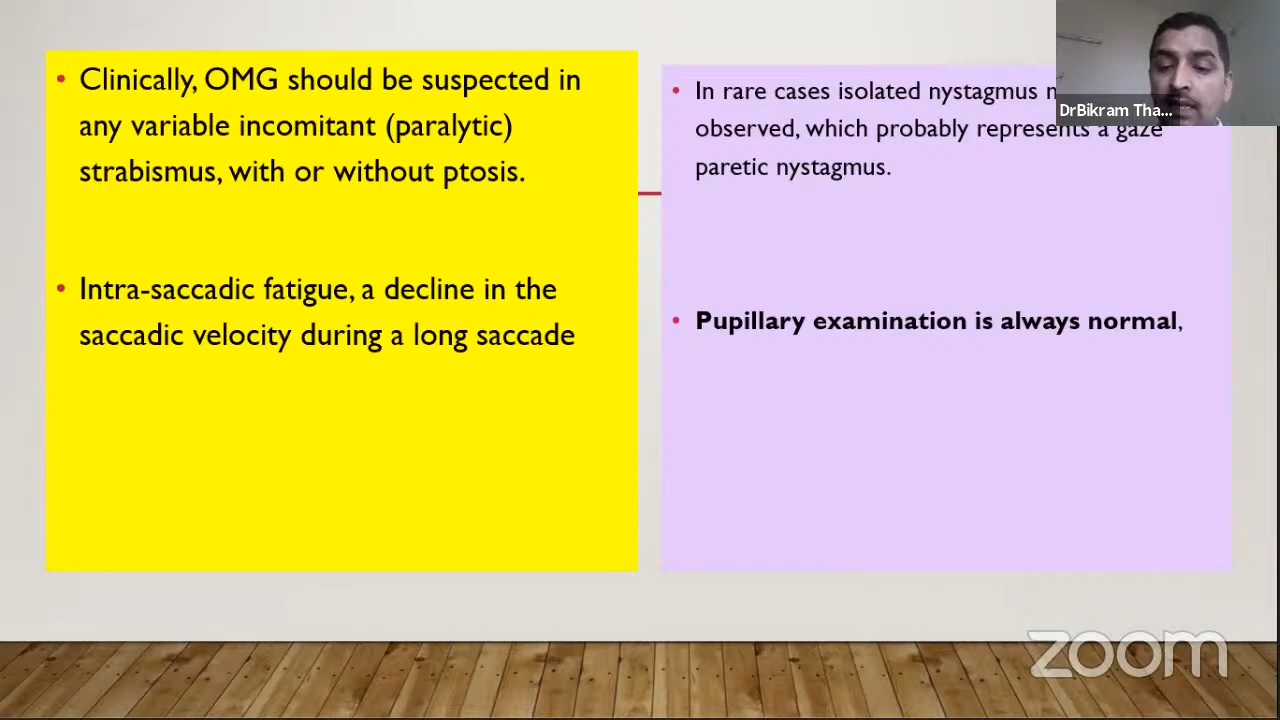 • Clinically, OMG should be suspected in
any variable incomitant (paralytic)
strabismus, with or without ptosis.
• Intra-saccadic fatigue, a decline in the
saccadic velocity during a long saccade
• In rare cases isolated nystagmus
observed, which probably represents a gaze
paretic nystagmus.
• Pupillary examination is always normal,
DrBikram Tha...
zoom